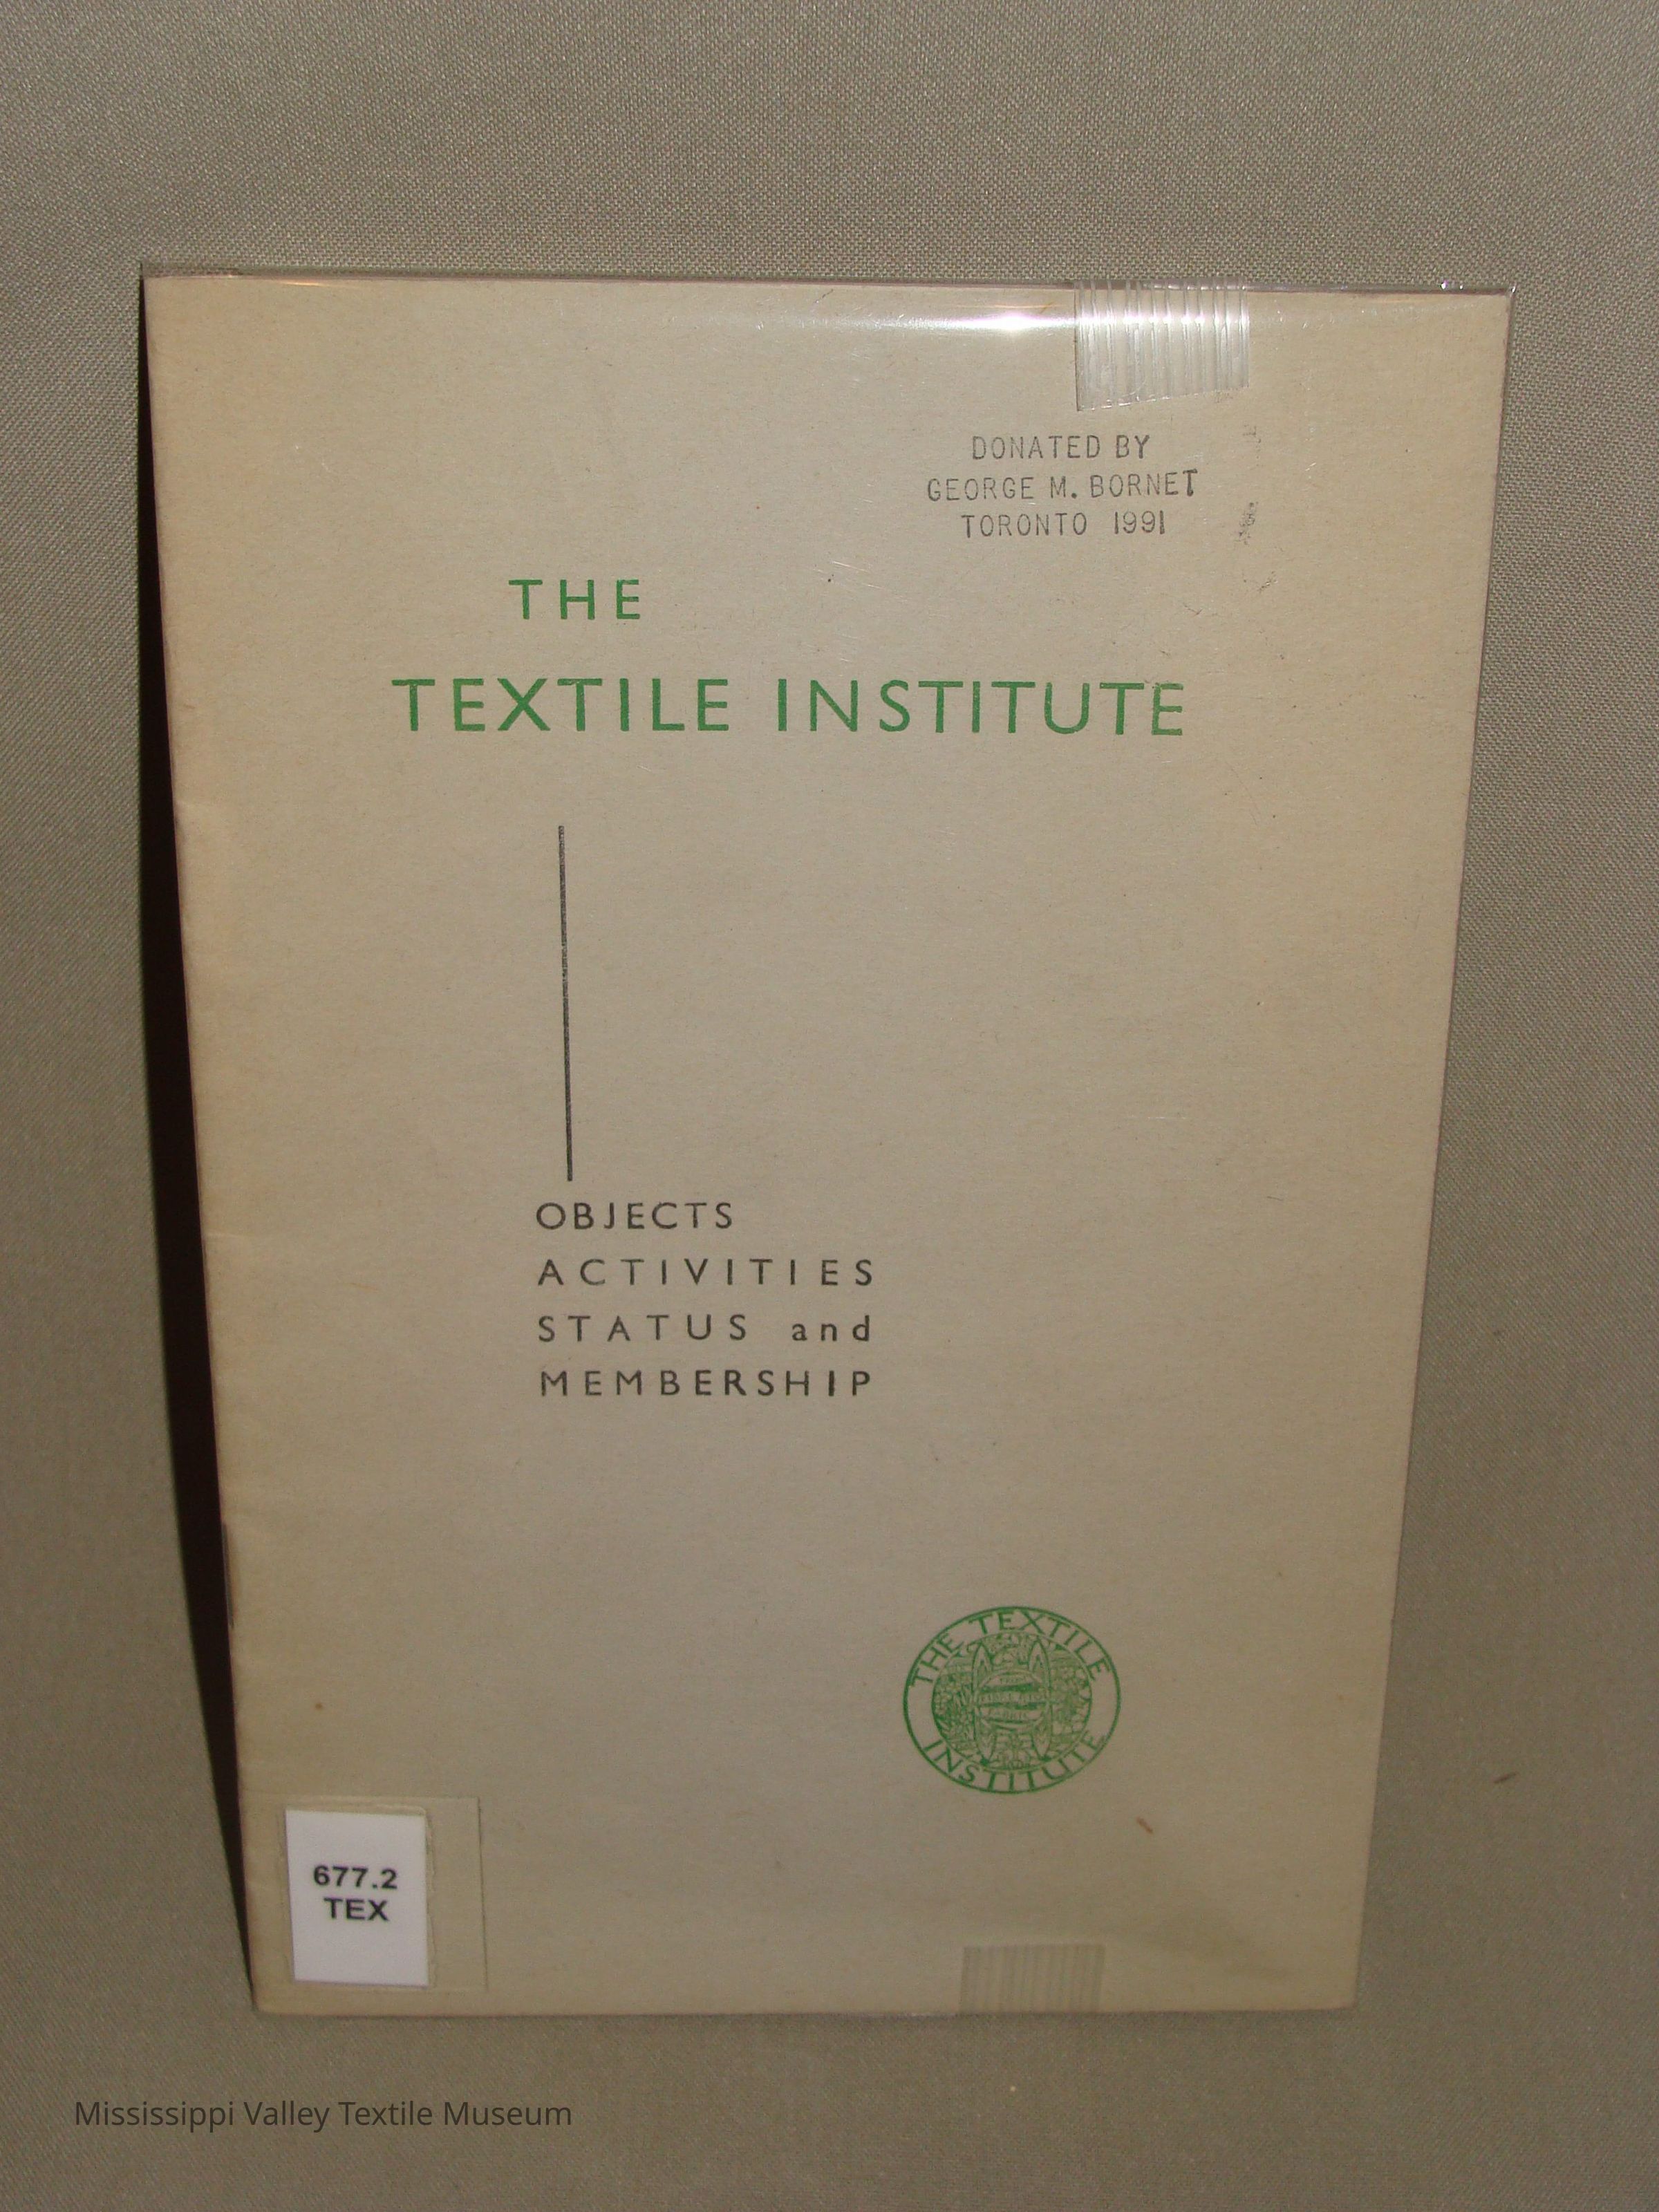 DONATED BY
GEORGE M. BORNET
TORONTO 1991
THE
TEXTILE INSTITUTE
OBJECTS
ACTIVITIES
STATUS and
MEMBERSHIP
THE TEXTILE
INSTITUTE
677.2
TEX
Mississippi Valley Textile Museum